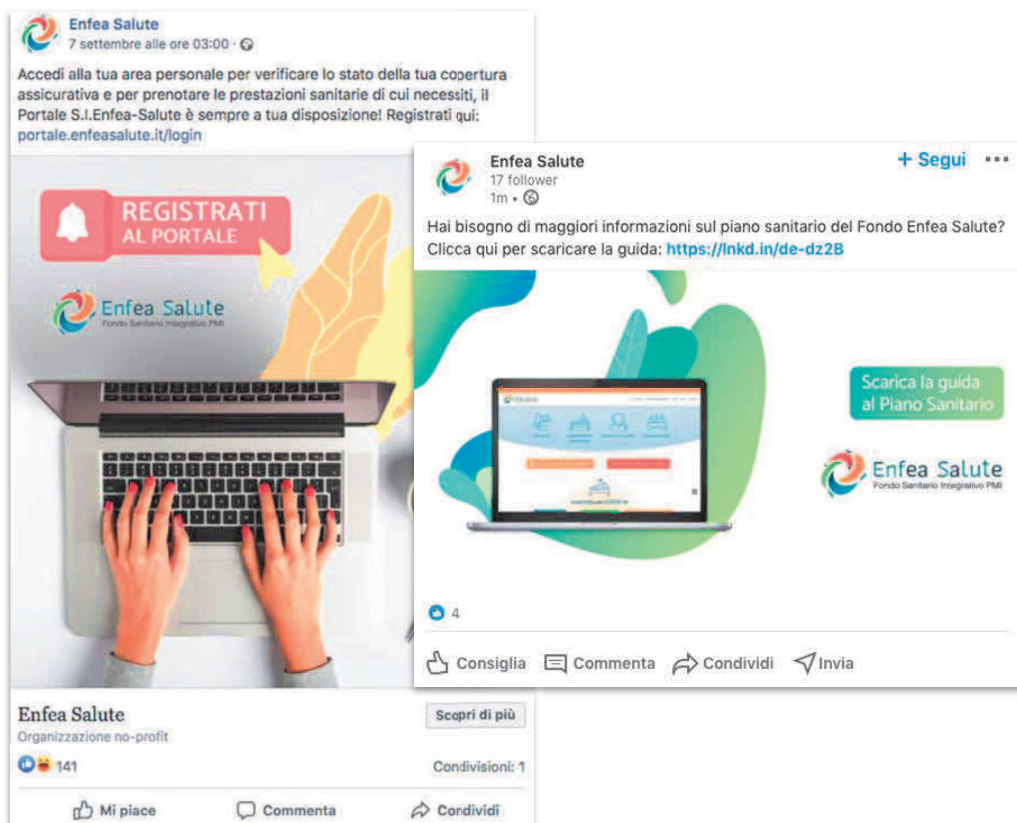 Enfea Salute
7 settembre alle ore 03:00 ·
Accedi alla tua area personale per verificare lo stato della tua copertura
assicurativa e per prenotare le prestazioni sanitarie di cui necessiti, il
Portale S.I.Enfea-Salute è sempre a tua disposizione! Registrati qui:
portale.enfeasalute.it/login
REGISTRATI
AL PORTALE
Enfea Salute
Fondo Sanitario Integrativo PMI
Enfea Salute
Organizzazione no-profit
Scopri di più
141
Condivisioni: 1
Mi piace
Commenta
Condividi
Enfea Salute
17 follower
1m •
+ Segui
Hai bisogno di maggiori informazioni sul piano sanitario del Fondo Enfea Salute?
Clicca qui per scaricare la guida: https://lnkd.in/de-dz2B
Scarica la guida
al Piano Sanitario
Enfea Salute
Fondo Sanitario Integrativo PMI
4
Consiglia
Commenta
Condividi
Invia